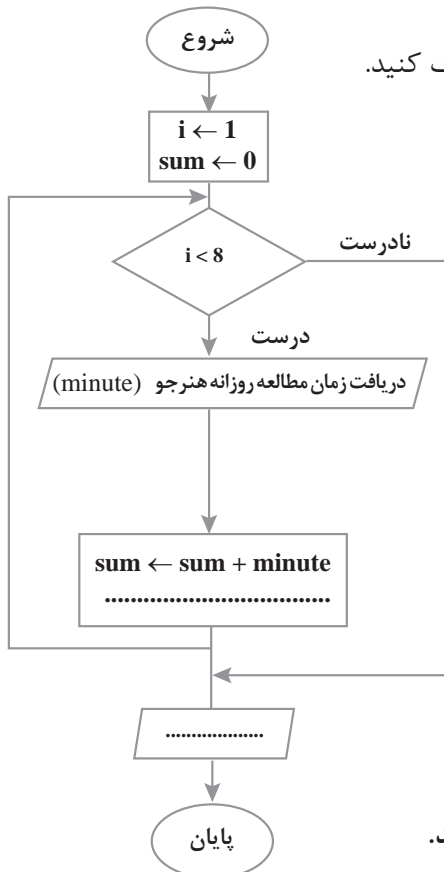 شروع
کنید.
i ← 1
sum ← 0
i < 8
نادرست
درست
دریافت زمان مطالعه روزانه هنرجو (minute)
sum ← sum + minute
...................................
....................
پایان